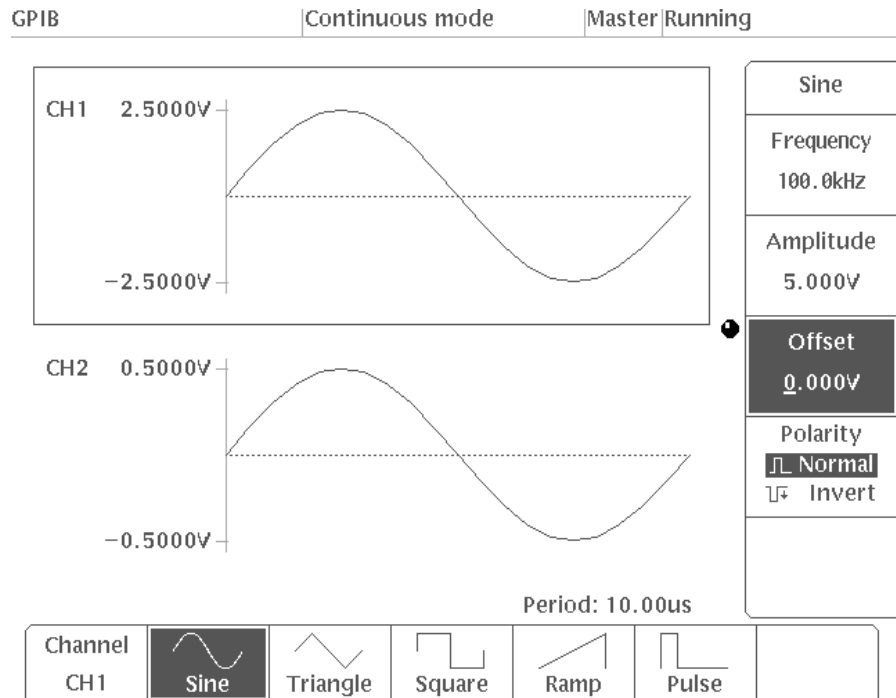 GPIB Continuous mode Master Running
CH1 2.5000V
−2.5000V
CH2 0.5000V
−0.5000V
Period: 10.00us
Sine
Frequency
100.0kHz
Amplitude
5.000V
Offset
0.000V
Polarity
Normal
Invert
Channel
CH1
Sine
Triangle
Square
Ramp
Pulse